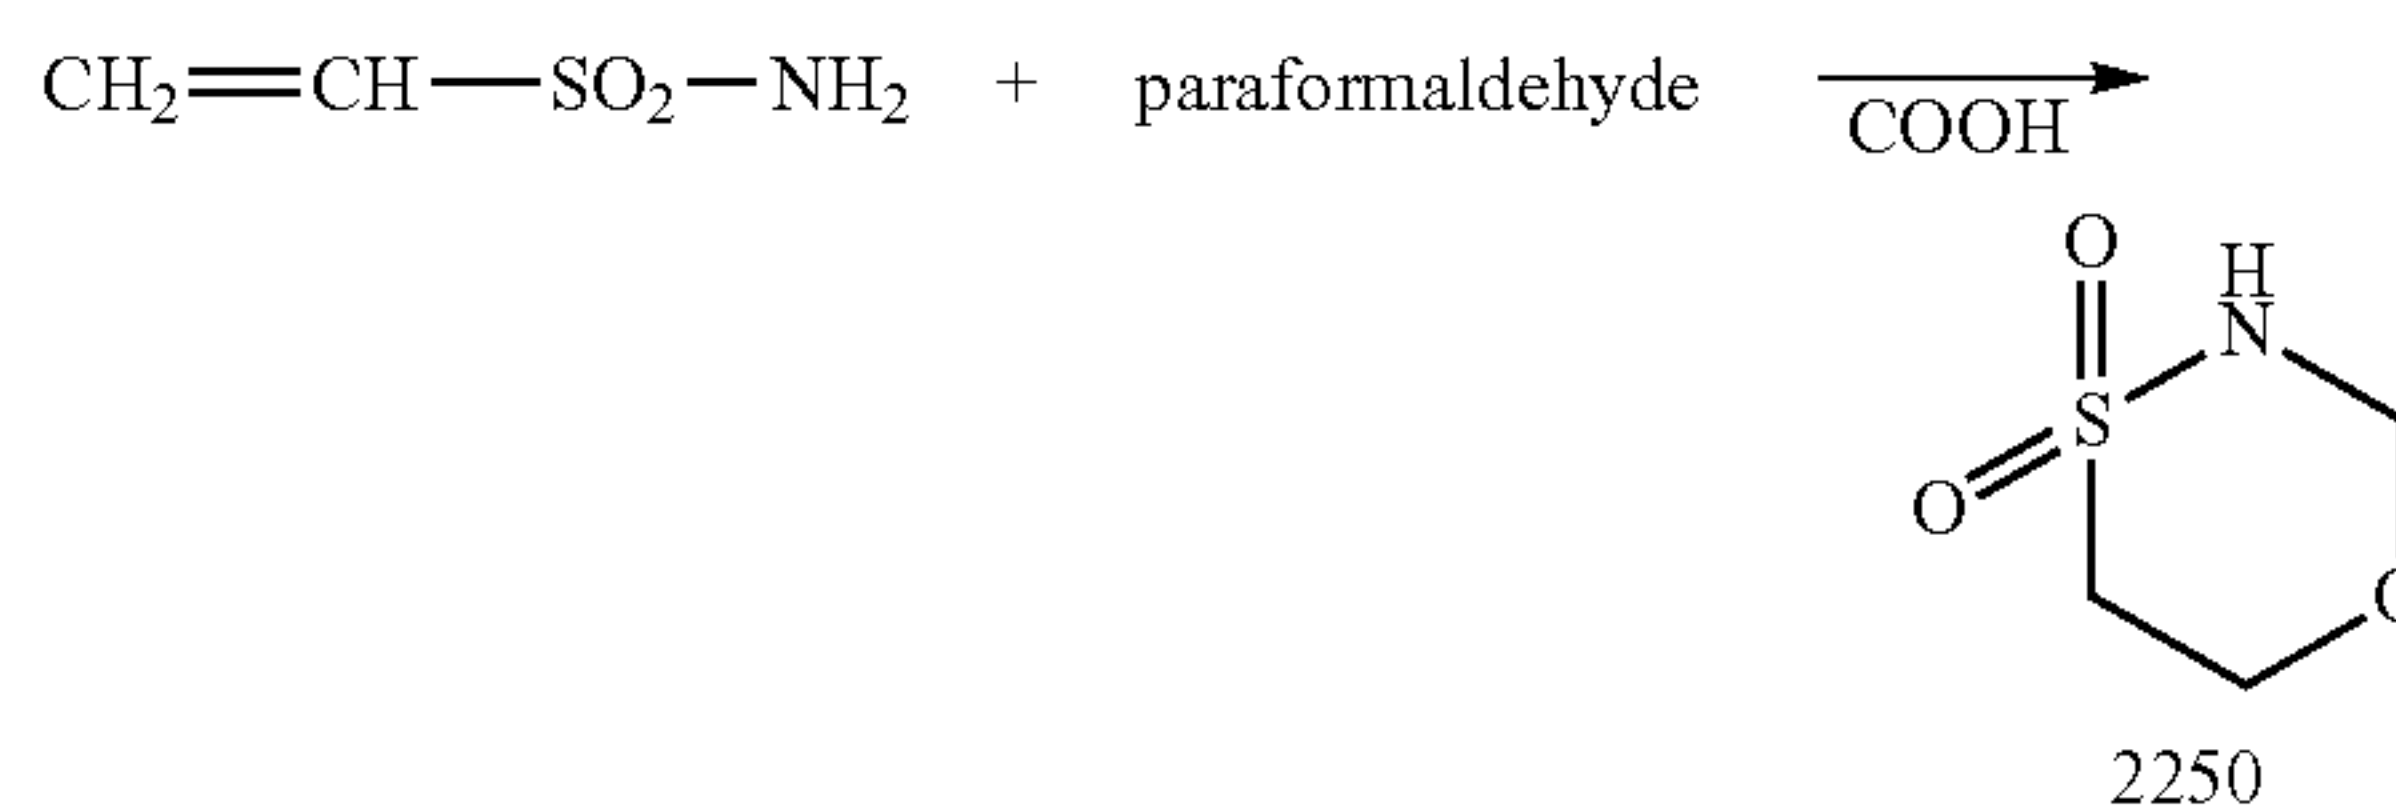 CH₂=CH—SO₂—NH₂ + paraformaldehyde
COOH
O
H
N
S
O
2250